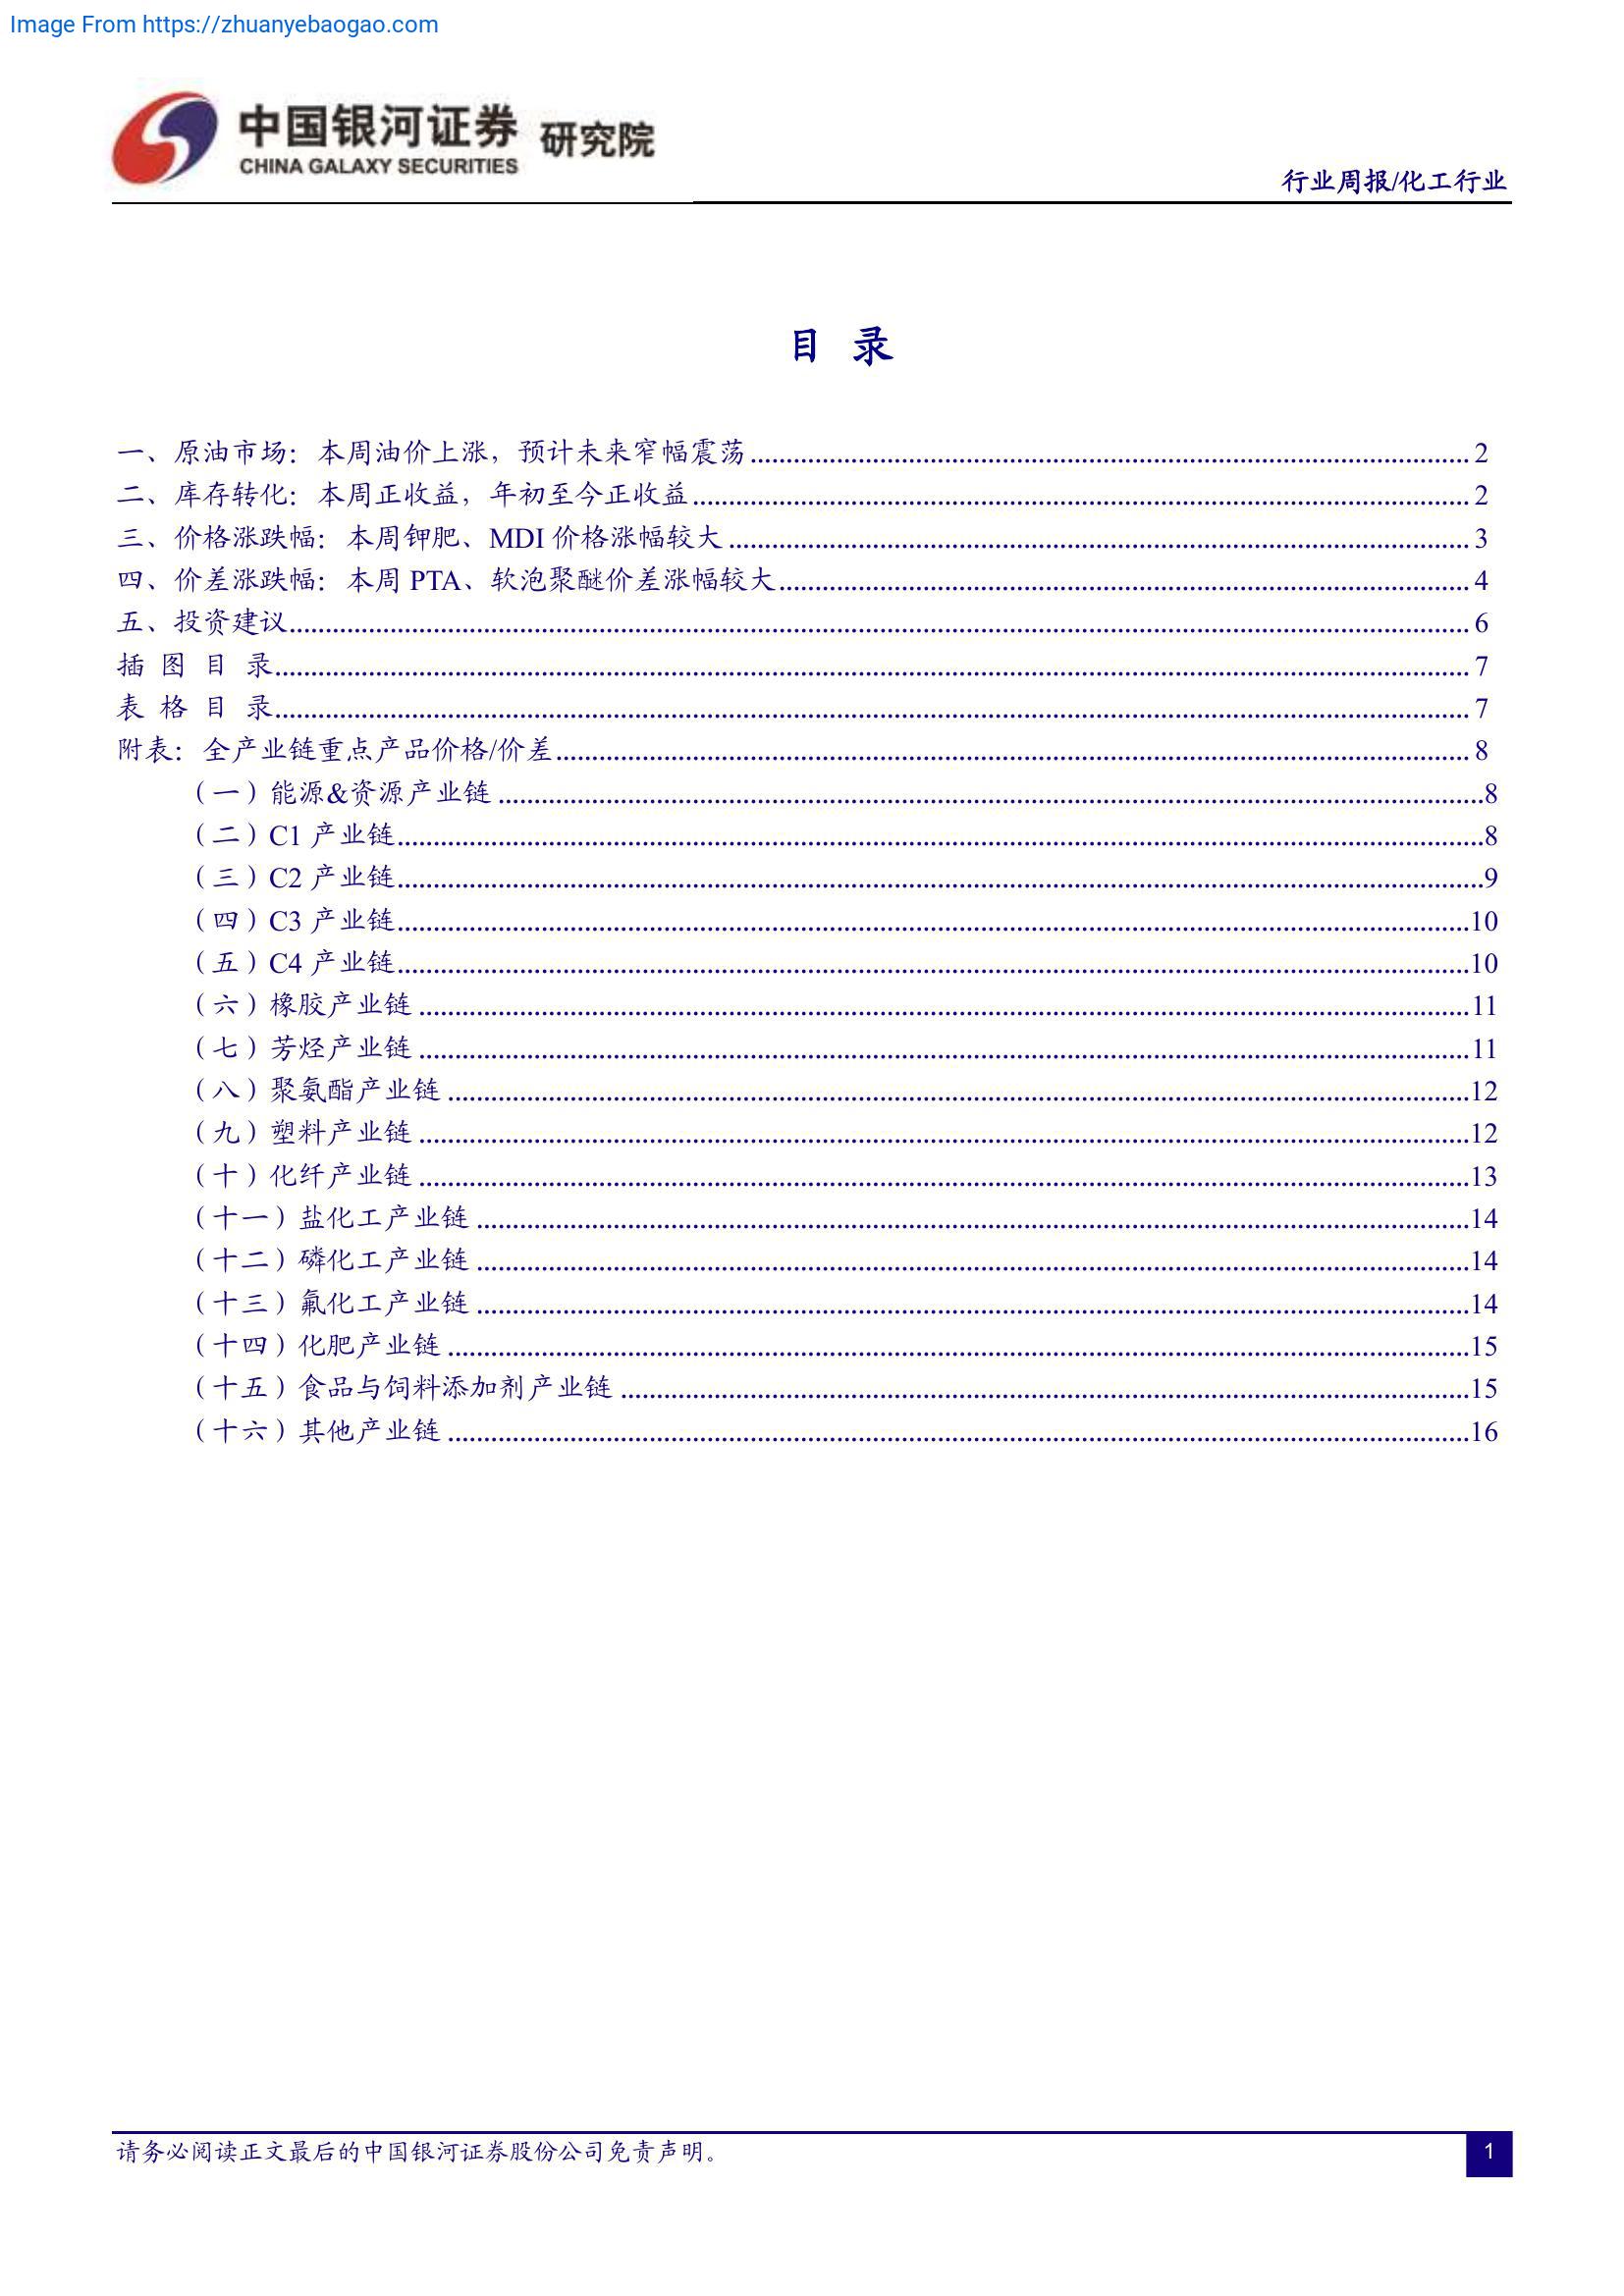 Image From https://zhuanyebaogao.com
中国银河证券 研究院
CHINA GALAXY SECURITIES
行业周报/化工行业
目 录
一、原油市场：本周油价上涨，预计未来窄幅震荡........ 2
二、库存转化：本周正收益，年初至今正收益........ 2
三、价格涨跌幅：本周钾肥、MDI 价格涨幅较大........ 3
四、价差涨跌幅：本周 PTA、软泡聚醚价差涨幅较大........ 4
五、投资建议........ 6
插 图 目 录........ 7
表 格 目 录........ 7
附表：全产业链重点产品价格/价差........ 8
（一）能源&资源产业链........8
（二）C1 产业链........8
（三）C2 产业链........9
（四）C3 产业链........10
（五）C4 产业链........10
（六）橡胶产业链........11
（七）芳烃产业链........11
（八）聚氨酯产业链........12
（九）塑料产业链........12
（十）化纤产业链........13
（十一）盐化工产业链........14
（十二）磷化工产业链........14
（十三）氟化工产业链........14
（十四）化肥产业链........15
（十五）食品与饲料添加剂产业链........15
（十六）其他产业链........16
请务必阅读正文最后的中国银河证券股份公司免责声明。
1